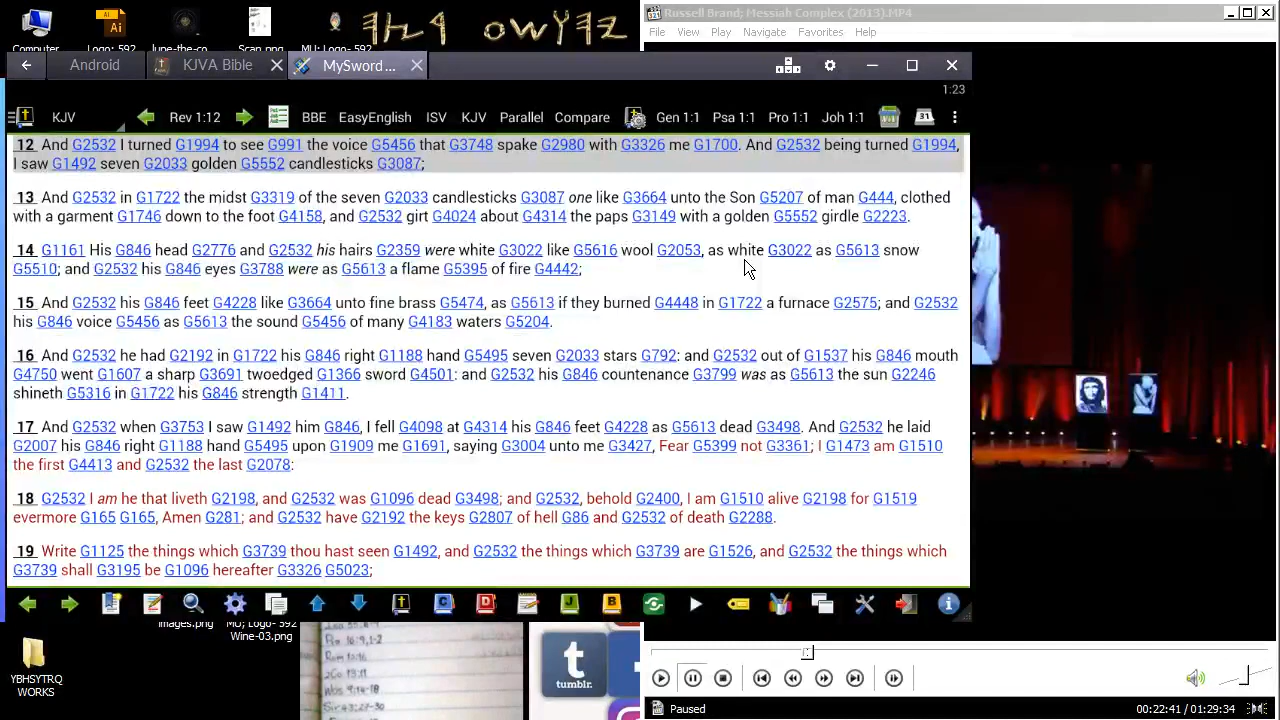 Russell Brand; Messiah Complex (2013).MP4
File View Play Navigate Favorites Help
Computer
Logo: 592
lupe-the-co
Scan.png
MU; Logo- 592
Android
KJVA Bible
MySword ...
1:23
KJV
Rev 1:12
BBE EasyEnglish ISV KJV Parallel Compare
Gen 1:1 Psa 1:1 Pro 1:1 Joh 1:1
12 And G2532 I turned G1994 to see G991 the voice G5456 that G3748 spake G2980 with G3326 me G1700. And G2532 being turned G1994,
I saw G1492 seven G2033 golden G5552 candlesticks G3087;
13 And G2532 in G1722 the midst G3319 of the seven G2033 candlesticks G3087 one like G3664 unto the Son G5207 of man G444, clothed
with a garment G1746 down to the foot G4158, and G2532 girt G4024 about G4314 the paps G3149 with a golden G5552 girdle G2223.
14 G1161 His G846 head G2776 and G2532 his hairs G2359 were white G3022 like G5616 wool G2053, as white G3022 as G5613 snow
G5510; and G2532 his G846 eyes G3788 were as G5613 a flame G5395 of fire G4442;
15 And G2532 his G846 feet G4228 like G3664 unto fine brass G5474, as G5613 if they burned G4448 in G1722 a furnace G2575; and G2532
his G846 voice G5456 as G5613 the sound G5456 of many G4183 waters G5204.
16 And G2532 he had G2192 in G1722 his G846 right G1188 hand G5495 seven G2033 stars G792: and G2532 out of G1537 his G846 mouth
G4750 went G1607 a sharp G3691 twoedged G1366 sword G4501: and G2532 his G846 countenance G3799 was as G5613 the sun G2246
shineth G5316 in G1722 his G846 strength G1411.
17 And G2532 when G3753 I saw G1492 him G846, I fell G4098 at G4314 his G846 feet G4228 as G5613 dead G3498. And G2532 he laid
G2007 his G846 right G1188 hand G5495 upon G1909 me G1691, saying G3004 unto me G3427, Fear G5399 not G3361; I G1473 am G1510
the first G4413 and G2532 the last G2078:
18 G2532 I am he that liveth G2198, and G2532 was G1096 dead G3498; and G2532, behold G2400, I am G1510 alive G2198 for G1519
evermore G165 G165, Amen G281; and G2532 have G2192 the keys G2807 of hell G86 and G2532 of death G2288.
19 Write G1125 the things which G3739 thou hast seen G1492, and G2532 the things which G3739 are G1526, and G2532 the things which
G3739 shall G3195 be G1096 hereafter G3326 G5023;
images.png
MU; Logo- 592
Wine-03.png
YBHSYTRQ
WORKS
tumblr.
Paused
00:22:41 / 01:29:34